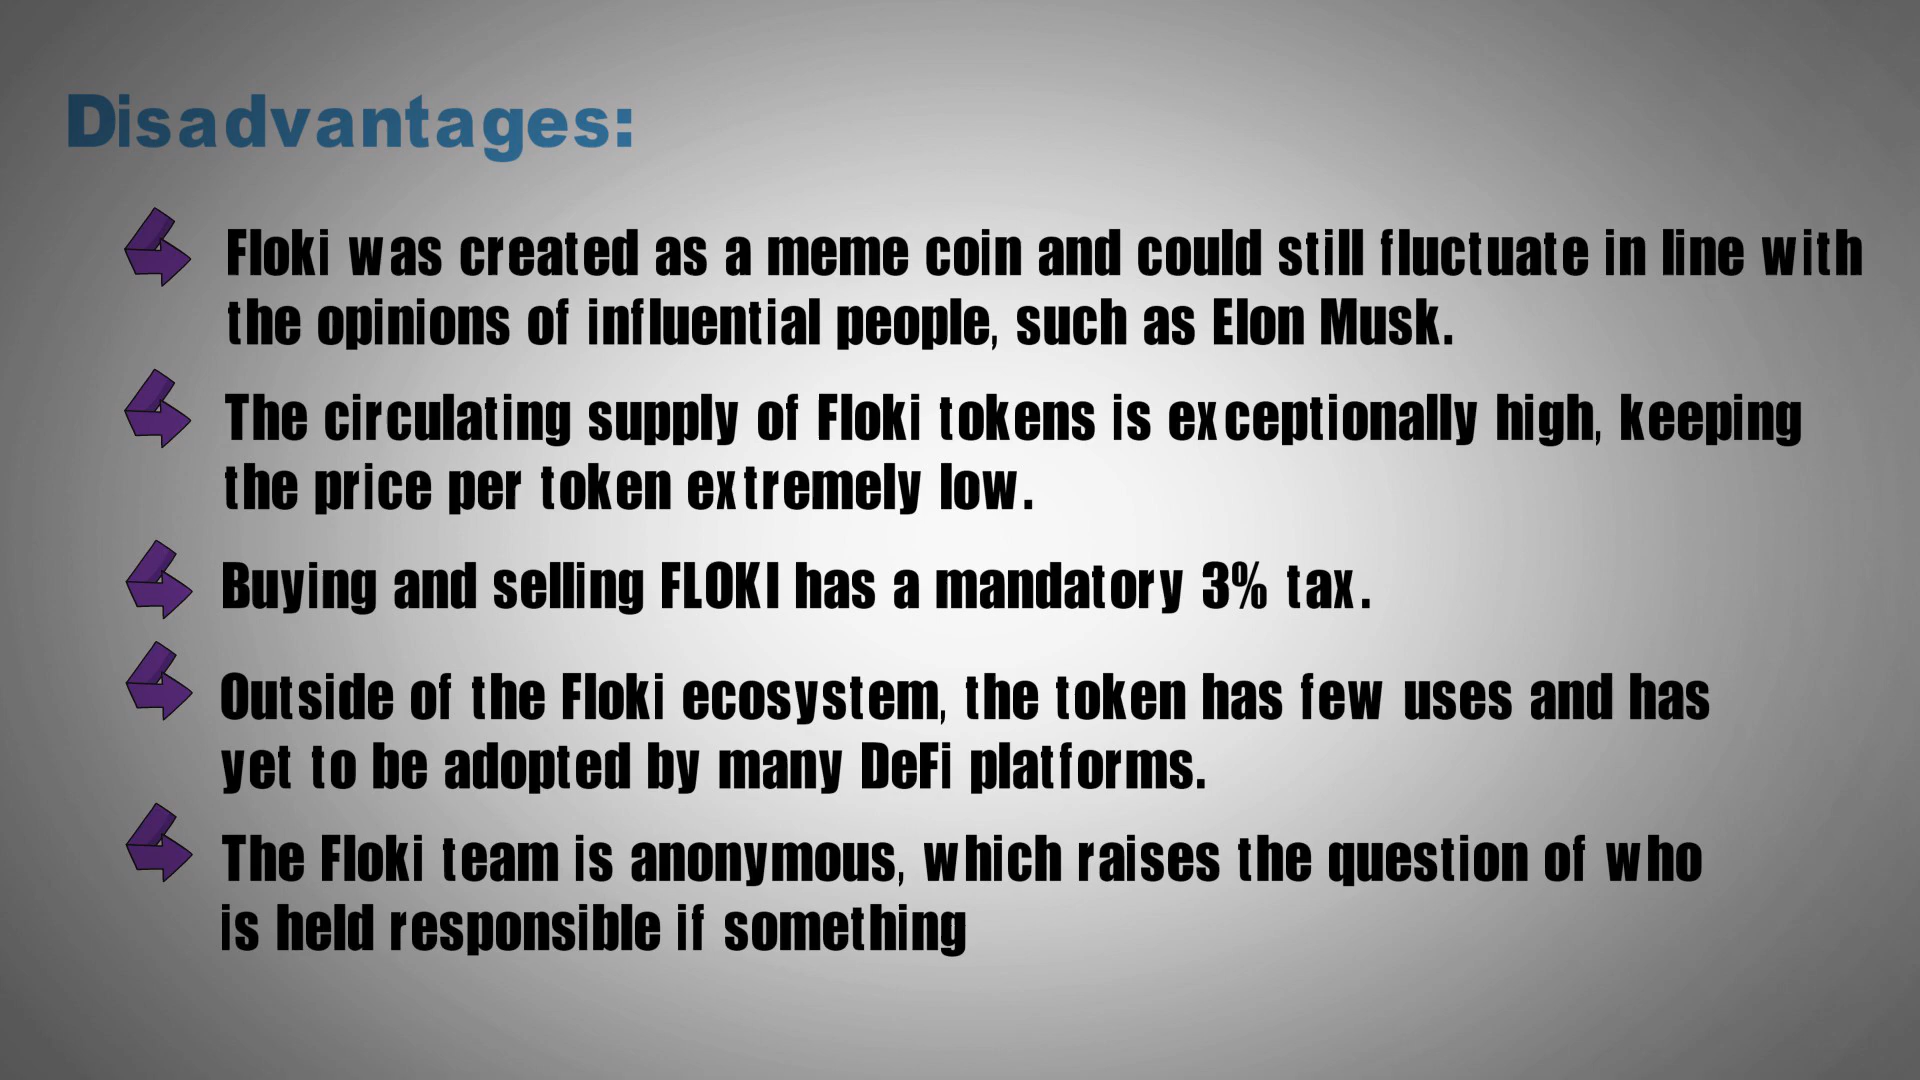 Disadvantages:
Floki was created as a meme coin and could still fluctuate in line with
the opinions of influential people, such as Elon Musk.
The circulating supply of Floki tokens is exceptionally high, keeping
the price per token extremely low.
Buying and selling FLOKI has a mandatory 3% tax.
Outside of the Floki ecosystem, the token has few uses and has
yet to be adopted by many DeFi platforms.
The Floki team is anonymous, which raises the question of who
is held responsible if something